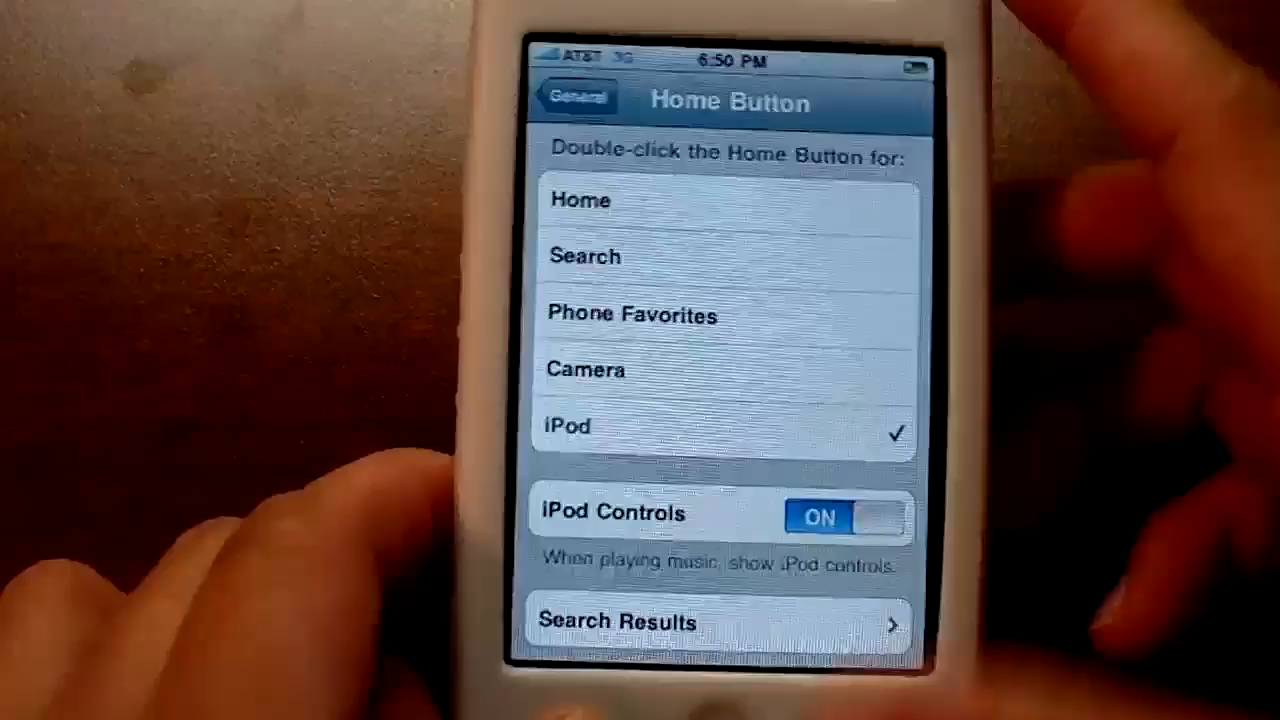 AT&T 3G 6:50 PM
General Home Button
Double-click the Home Button for:
Home
Search
Phone Favorites
Camera
iPod
iPod Controls ON
When playing music, show iPod controls.
Search Results